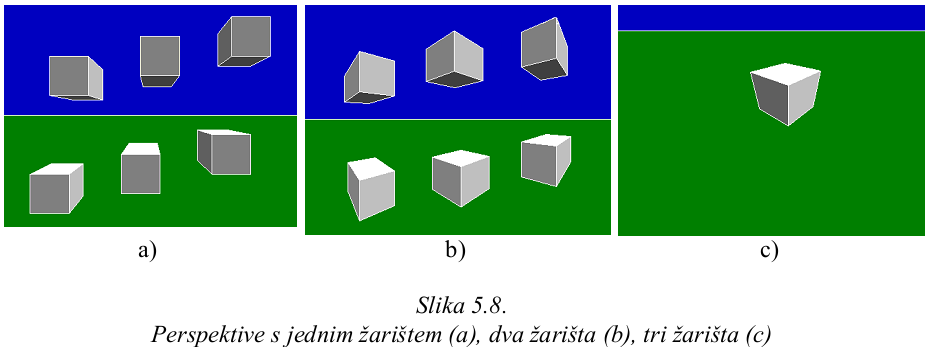 a)
b)
c)
Slika 5.8.
Perspektive s jednim žarištem (a), dva žarišta (b), tri žarišta (c)